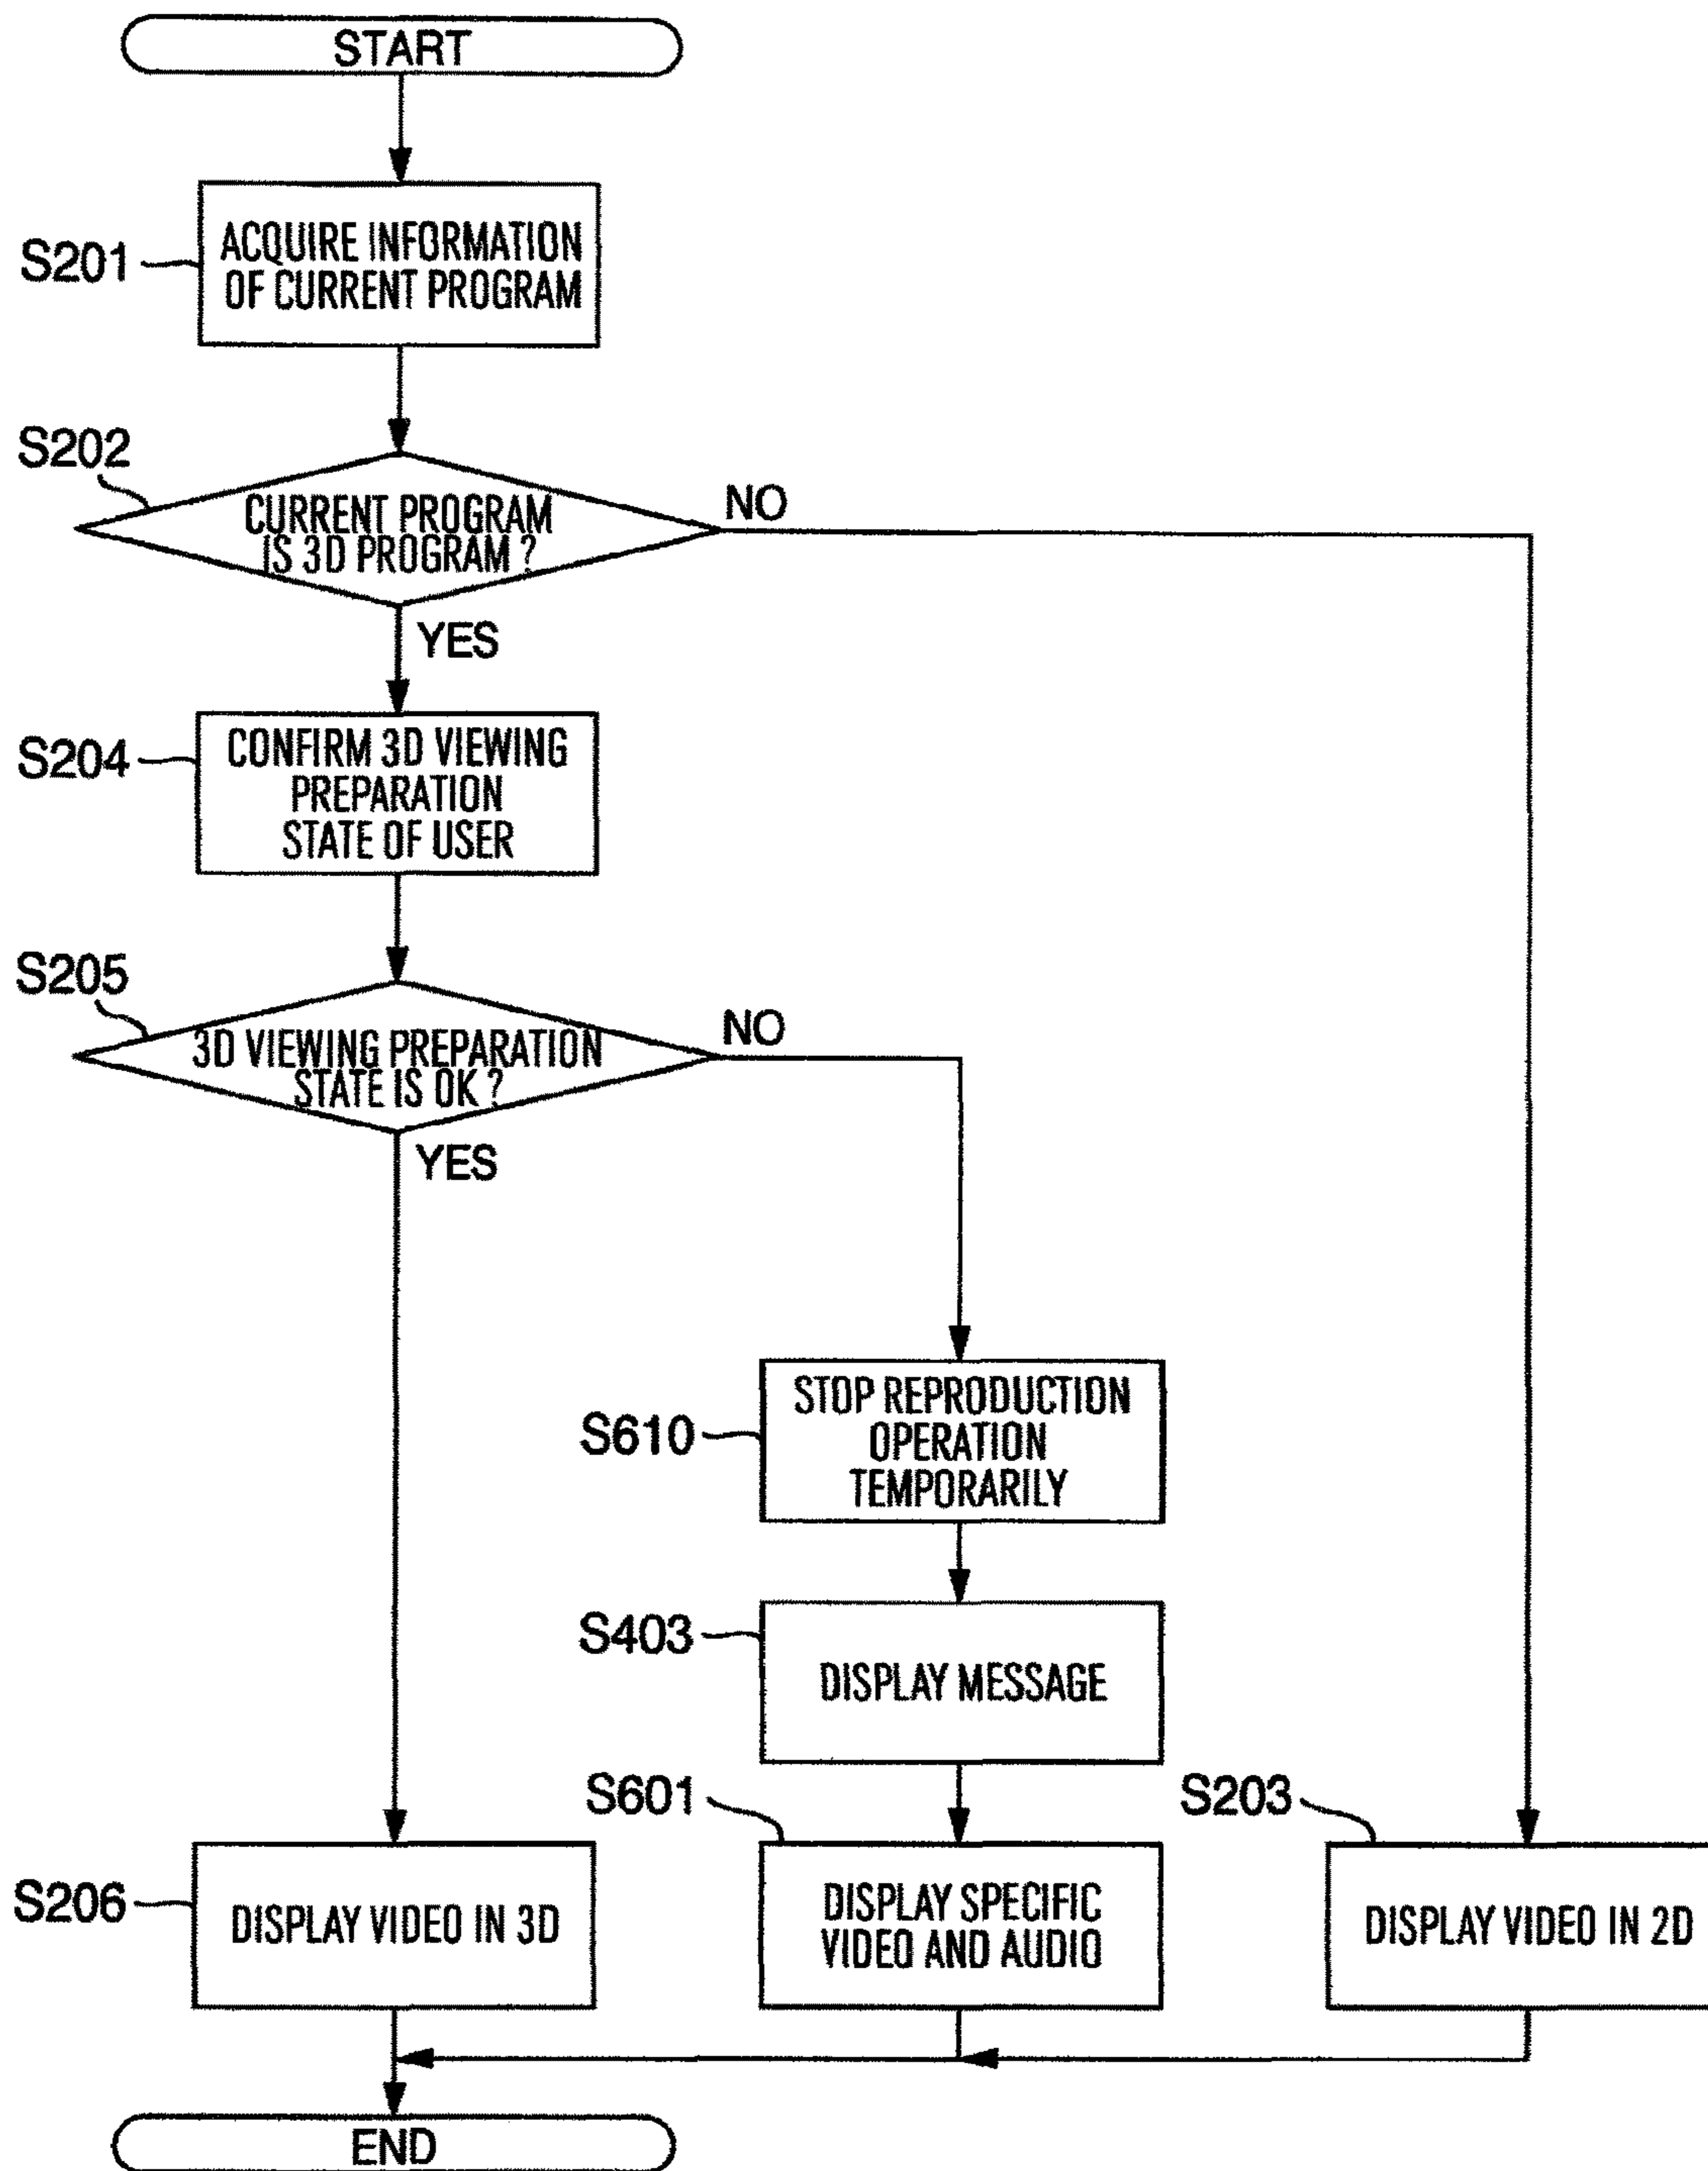 START
S201
ACQUIRE INFORMATION
OF CURRENT PROGRAM
S202
CURRENT PROGRAM
IS 3D PROGRAM ?
NO
YES
S204
CONFIRM 3D VIEWING
PREPARATION
STATE OF USER
S205
3D VIEWING PREPARATION
STATE IS OK ?
NO
YES
S610
STOP REPRODUCTION
OPERATION
TEMPORARILY
S403
DISPLAY MESSAGE
S206
DISPLAY VIDEO IN 3D
S601
DISPLAY SPECIFIC
VIDEO AND AUDIO
S203
DISPLAY VIDEO IN 2D
END